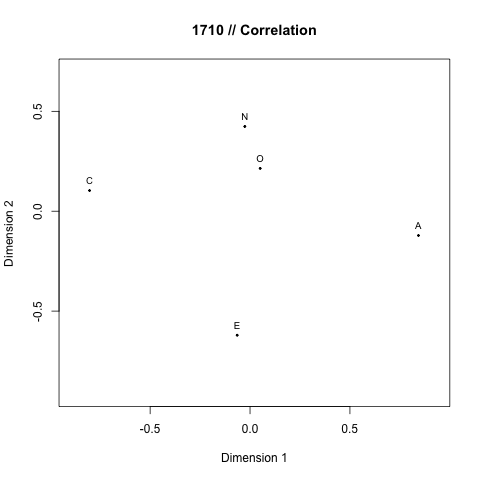 1710 // Correlation
N
O
C
A
E
0.5
0.0
-0.5
Dimension 2
-0.5
0.0
0.5
Dimension 1